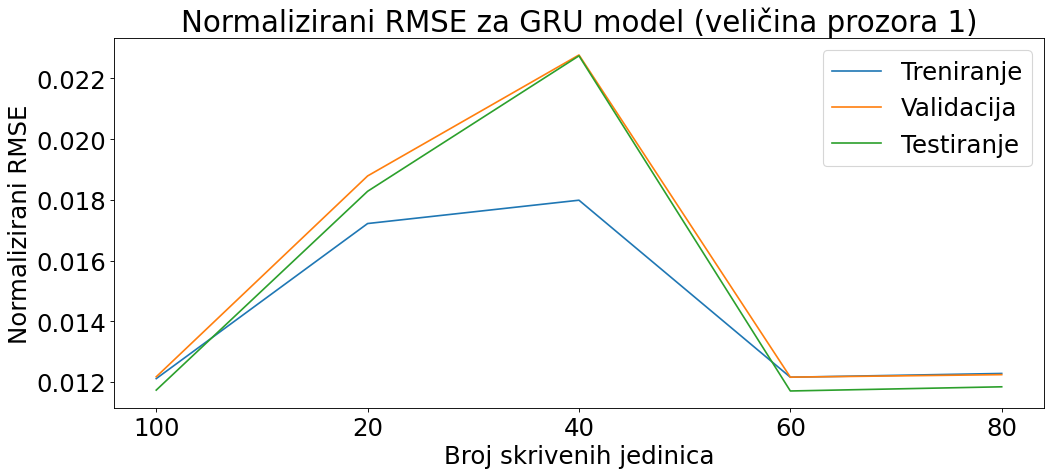 Normalizirani RMSE za GRU model (veličina prozora 1)
Treniranje
Validacija
Testiranje
Normalizirani RMSE
0.022
0.020
0.018
0.016
0.014
0.012
100 20 40 60 80
Broj skrivenih jedinica